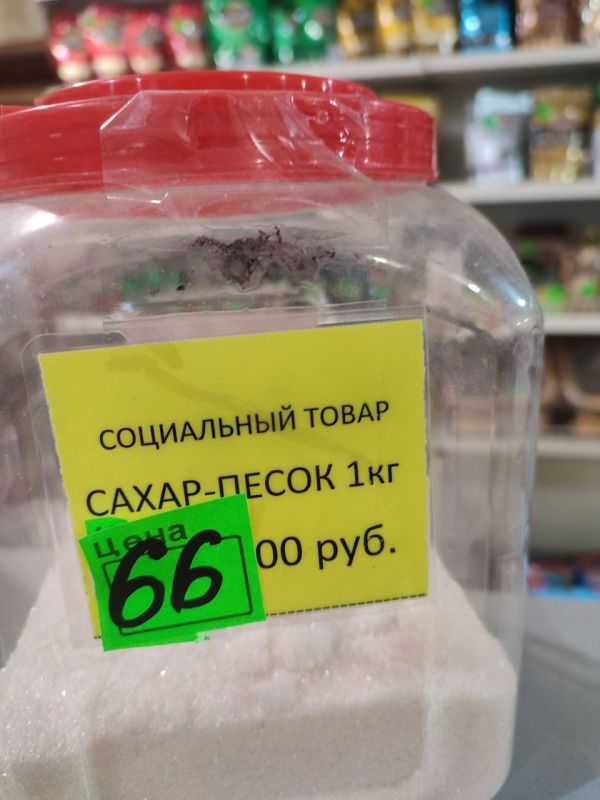 СОЦИАЛЬНЫЙ ТОВАР
САХАР-ПЕСОК 1кг
Цена
66 00 руб.